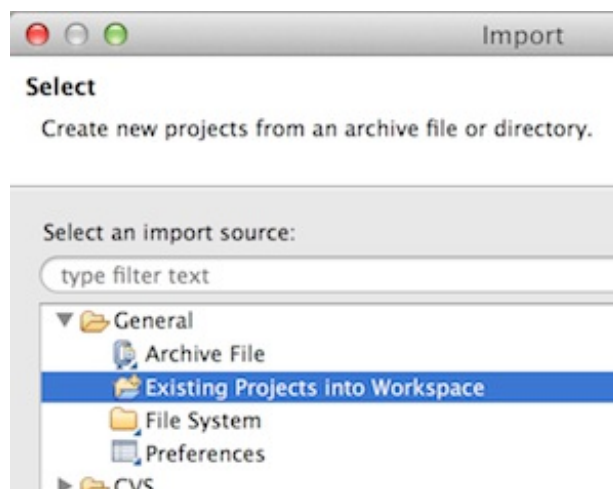 Import
Select
Create new projects from an archive file or directory.
Select an import source:
type filter text
General
Archive File
Existing Projects into Workspace
File System
Preferences
CVS